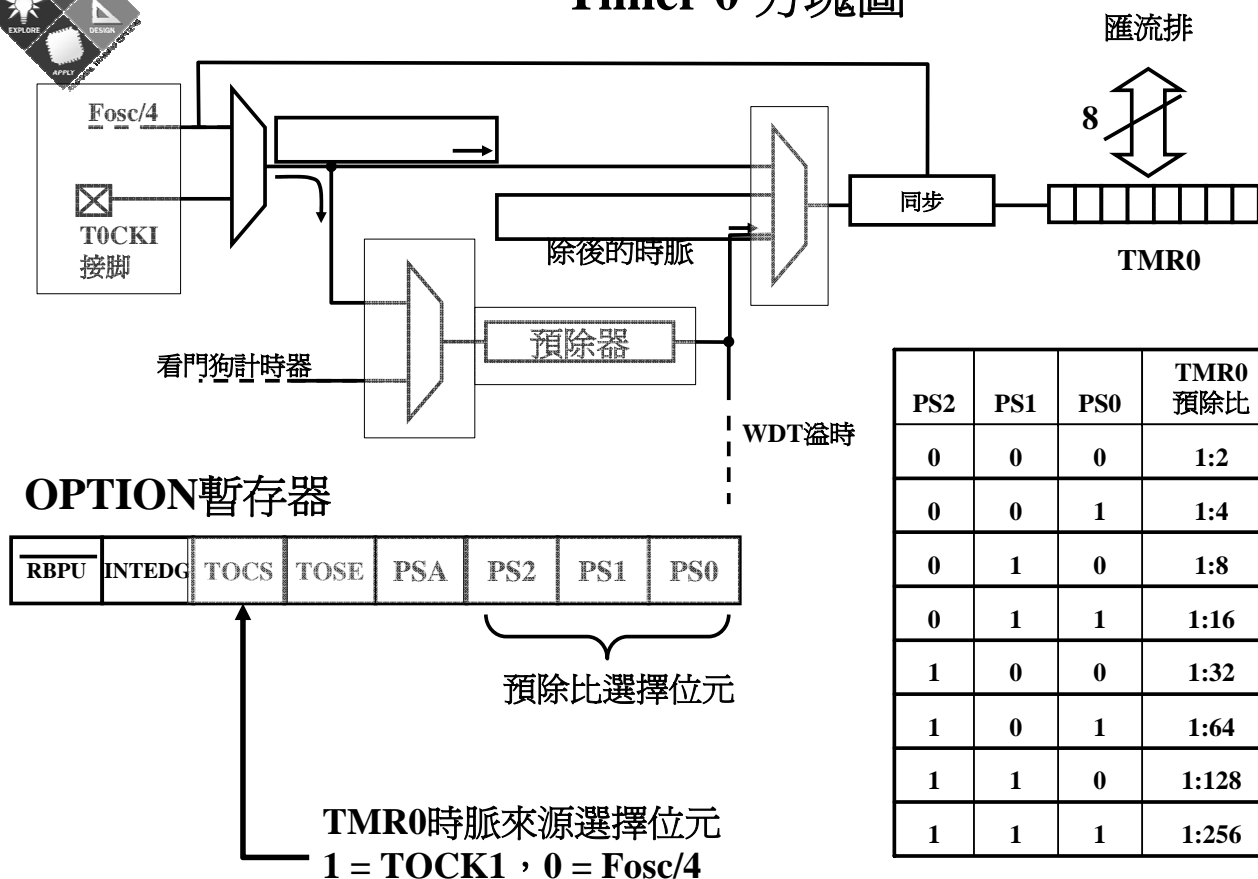 Timer 0 方塊圖
EXPLORE
DESIGN
APPLY
匯流排
8
Fosc/4
T0CKI
接脚
同步
TMR0
除後的時脈
預除器
看門狗計時器
WDT溢時
OPTION暫存器
RBPU INTEDG TOCS TOSE PSA PS2 PS1 PS0
預除比選擇位元
TMR0時脈來源選擇位元
1 = TOCK1，0 = Fosc/4
PS2 PS1 PS0 TMR0
預除比
0 0 0 1:2
0 0 1 1:4
0 1 0 1:8
0 1 1 1:16
1 0 0 1:32
1 0 1 1:64
1 1 0 1:128
1 1 1 1:256